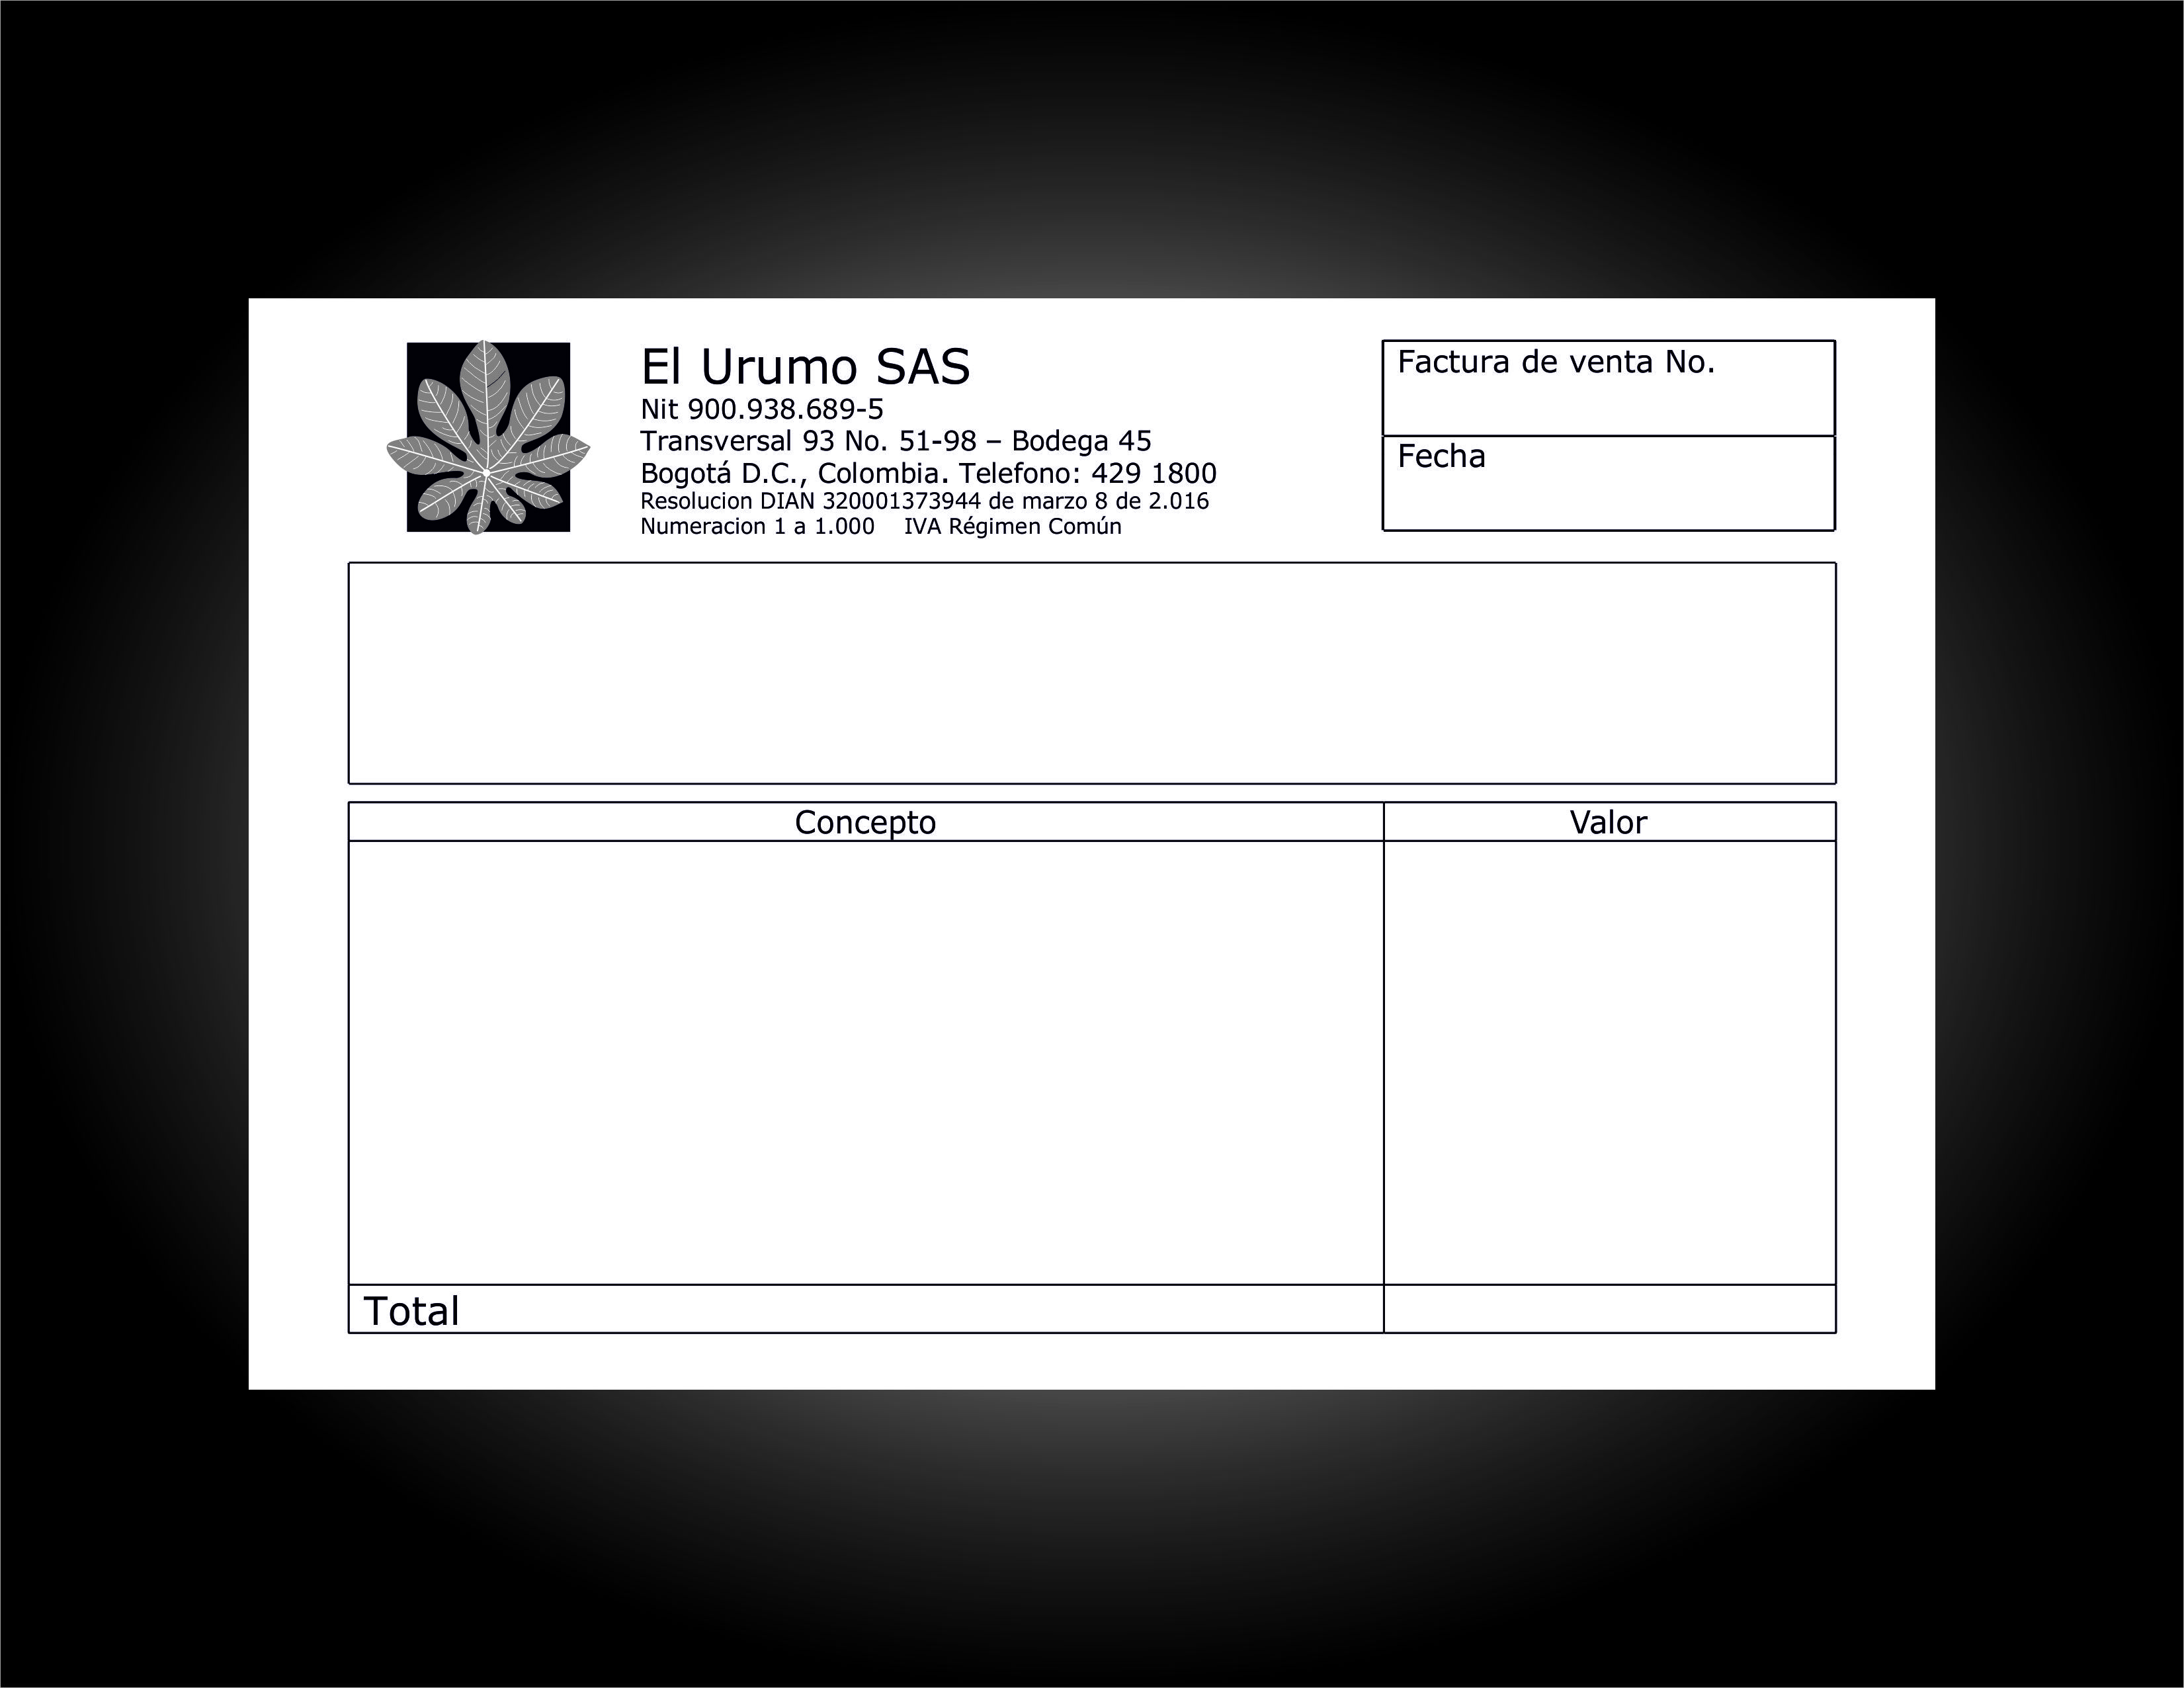 El Urumo SAS
Nit 900.938.689-5
Transversal 93 No. 51-98 – Bodega 45
Bogotá D.C., Colombia. Telefono: 429 1800
Resolucion DIAN 320001373944 de marzo 8 de 2.016
Numeracion 1 a 1.000 IVA Régimen Común
Factura de venta No.
Fecha
Concepto Valor
Total